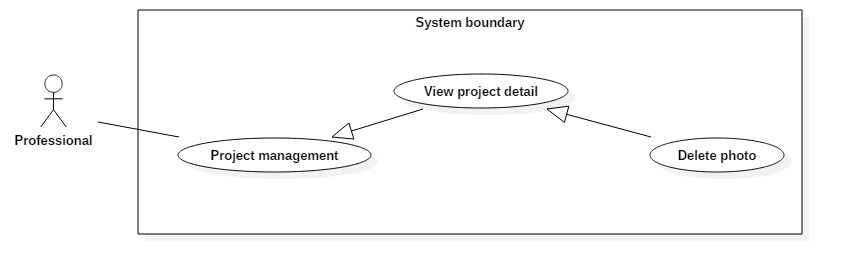 System boundary
View project detail
Professional
Project management
Delete photo